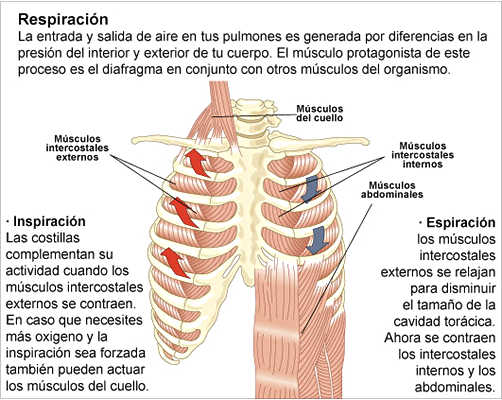 Respiración
La entrada y salida de aire en tus pulmones es generada por diferencias en la
presión del interior y exterior de tu cuerpo. El músculo protagonista de este
proceso es el diafragma en conjunto con otros músculos del organismo.
Músculos
del cuello
Músculos
intercostales
externos
Músculos
intercostales
internos
Músculos
abdominales
· Inspiración
Las costillas
complementan su
actividad cuando los
músculos intercostales
externos se contraen.
En caso que necesites
más oxigeno y la
inspiración sea forzada
también pueden actuar
los músculos del cuello.
· Espiración
los músculos
intercostales
externos se relajan
para disminuir
el tamaño de la
cavidad torácica.
Ahora se contraen
los intercostales
internos y los
abdominales.